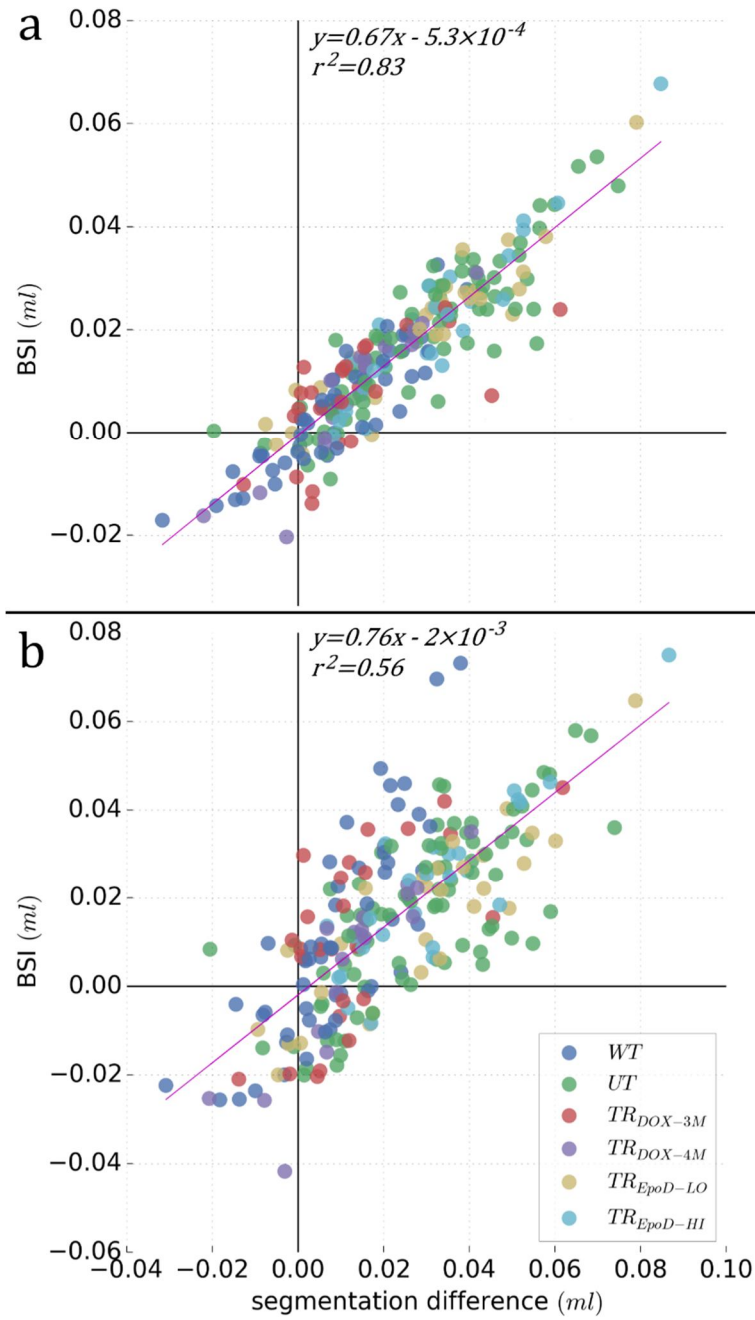 a
y=0.67x - 5.3×10⁻⁴
r²=0.83
0.08
0.06
0.04
0.02
0.00
−0.02
BSI (ml)
b
y=0.76x - 2×10⁻³
r²=0.56
0.08
0.06
0.04
0.02
0.00
−0.02
−0.04
−0.06
BSI (ml)
WT
UT
TR_DOX−3M
TR_DOX−4M
TR_EpoD−LO
TR_EpoD−HI
−0.04 −0.02 0.00 0.02 0.04 0.06 0.08 0.10
segmentation difference (ml)